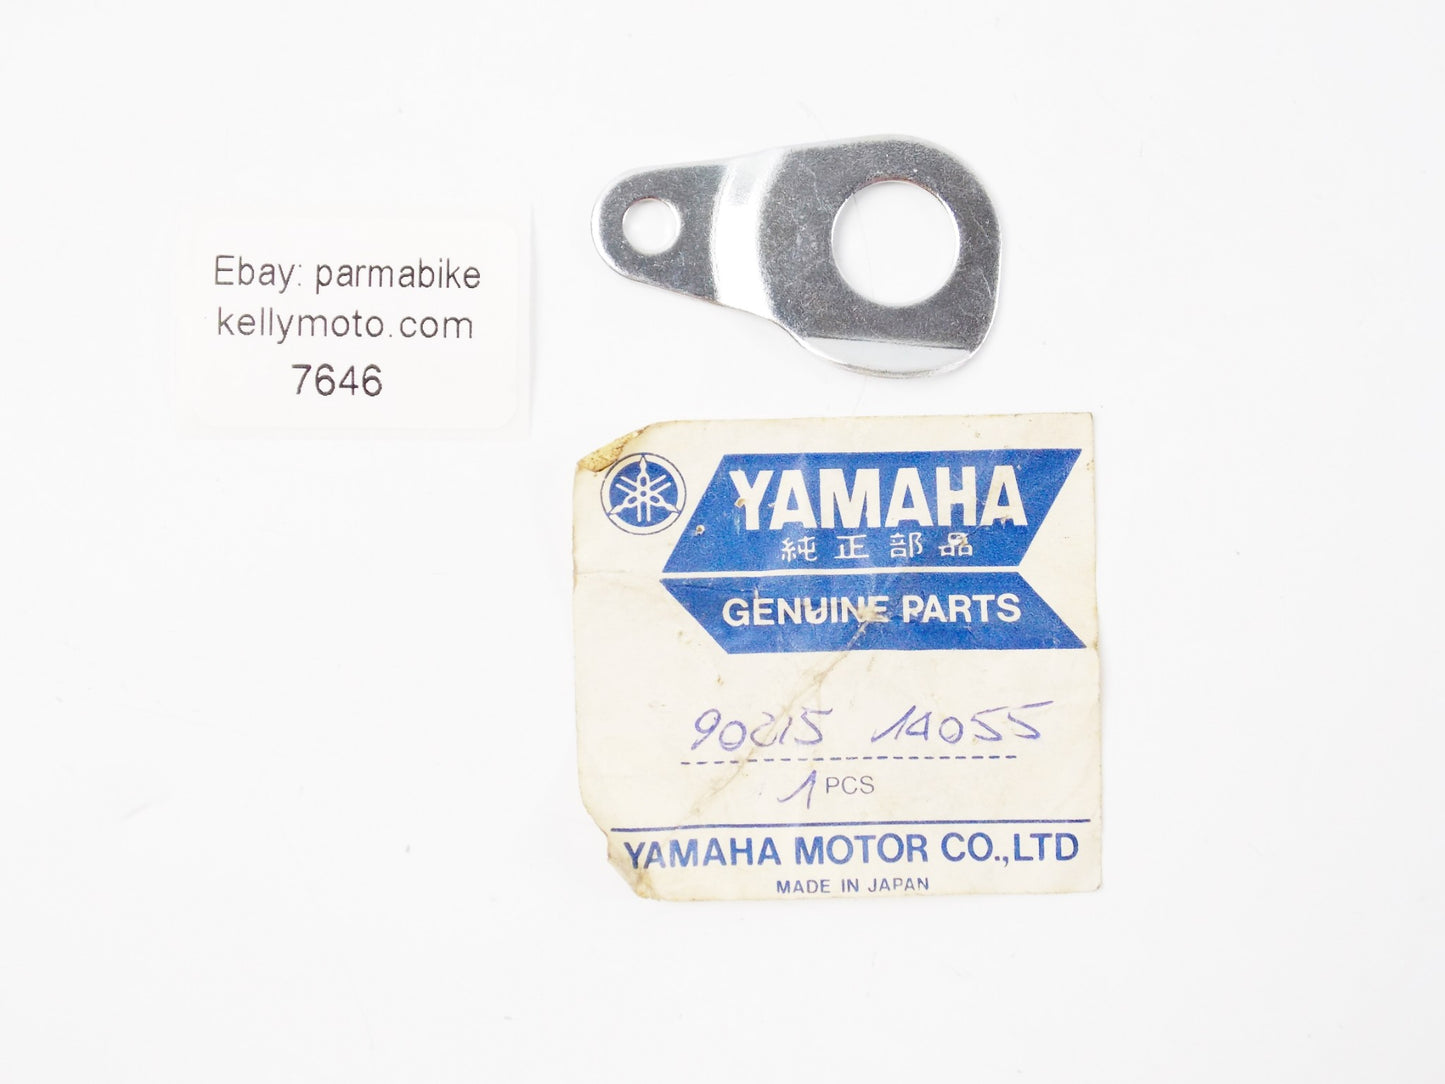 Ebay: parmabike
kellymoto.com
7646
YAMAHA
純正部品
GENUINE PARTS
90215 14055
1 PCS
YAMAHA MOTOR CO.,LTD
MADE IN JAPAN